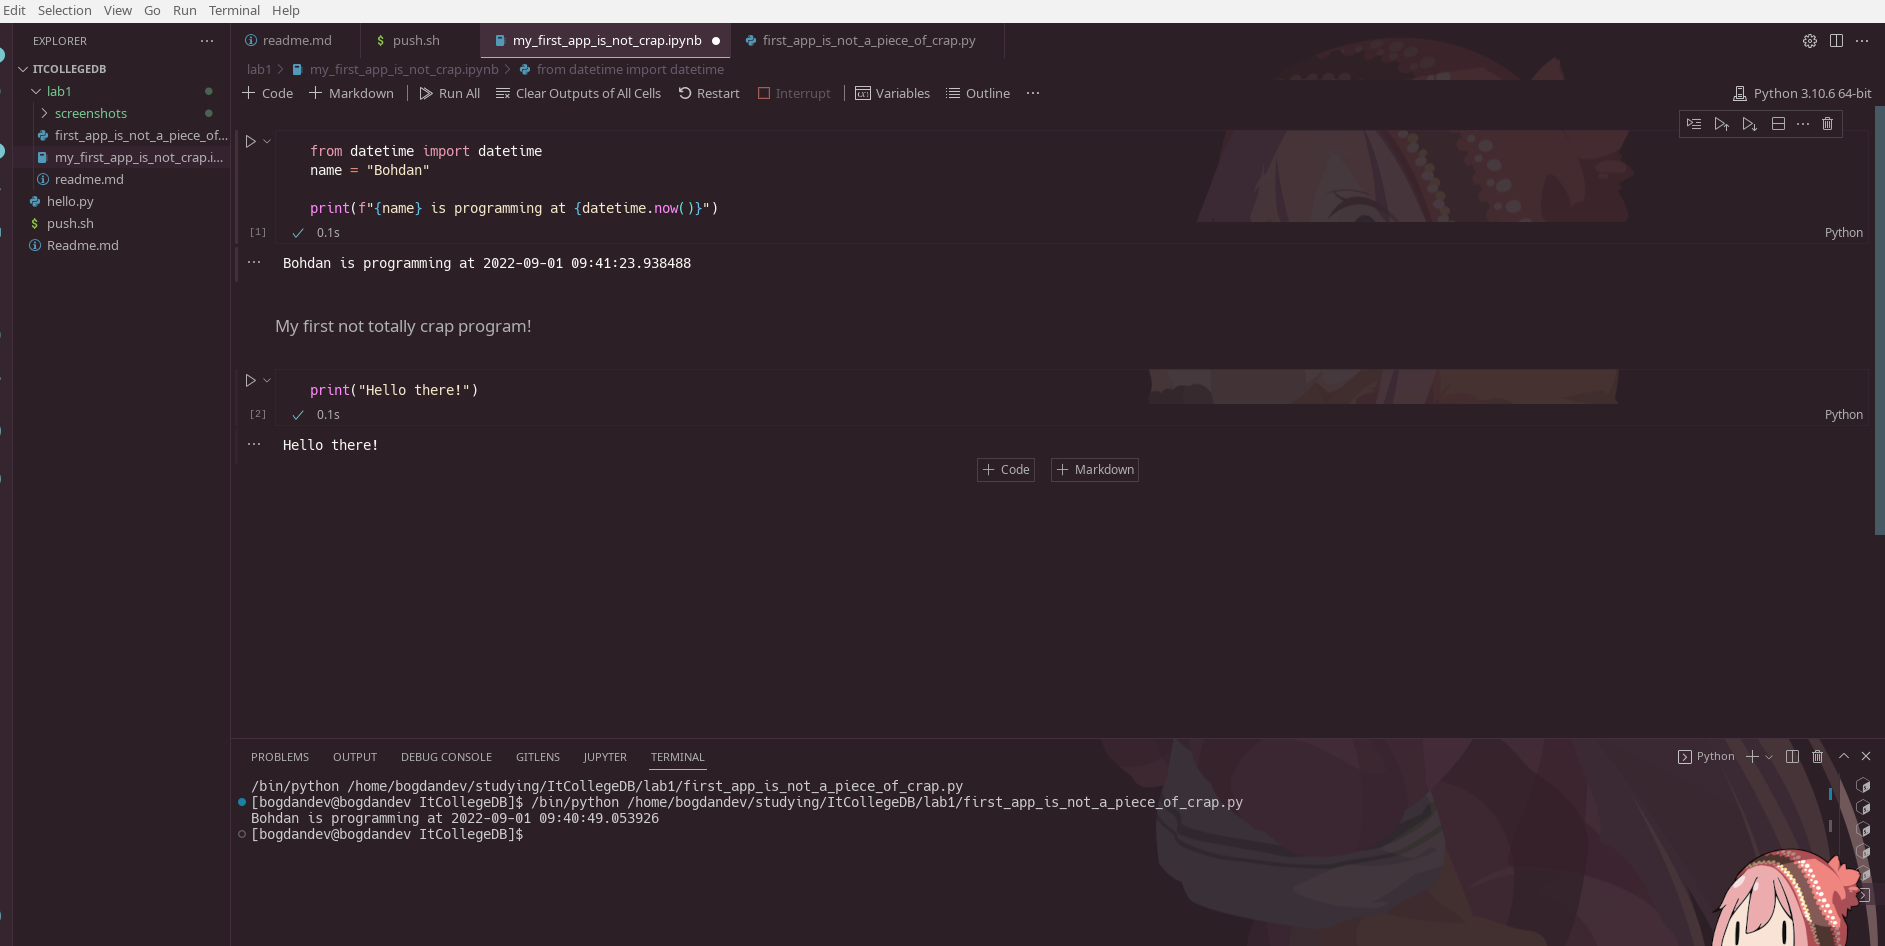 Edit Selection View Go Run Terminal Help
EXPLORER
ITCOLLEGEDB
lab1
screenshots
first_app_is_not_a_piece_of...
my_first_app_is_not_crap.i...
readme.md
hello.py
push.sh
Readme.md
readme.md
$ push.sh
my_first_app_is_not_crap.ipynb
first_app_is_not_a_piece_of_crap.py
lab1 > my_first_app_is_not_crap.ipynb > from datetime import datetime
+ Code + Markdown | Run All Clear Outputs of All Cells Restart Interrupt | Variables Outline ...
Python 3.10.6 64-bit
from datetime import datetime
name = "Bohdan"
print(f"{name} is programming at {datetime.now()}")
[1] ✓ 0.1s
Python
... Bohdan is programming at 2022-09-01 09:41:23.938488
My first not totally crap program!
print("Hello there!")
[2] ✓ 0.1s
Python
... Hello there!
+ Code + Markdown
PROBLEMS OUTPUT DEBUG CONSOLE GITLENS JUPYTER TERMINAL
Python
/bin/python /home/bogdandev/studying/ItCollegeDB/lab1/first_app_is_not_a_piece_of_crap.py
[bogdandev@bogdandev ItCollegeDB]$ /bin/python /home/bogdandev/studying/ItCollegeDB/lab1/first_app_is_not_a_piece_of_crap.py
Bohdan is programming at 2022-09-01 09:40:49.053926
[bogdandev@bogdandev ItCollegeDB]$